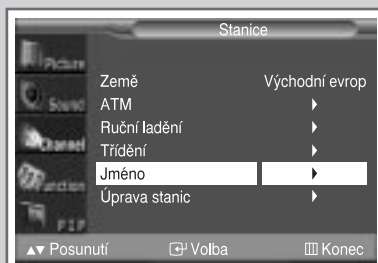 Stanice
Picture
Sound
Channel
Function
PIP
Země Východní evrop
ATM
Ruční ladění
Třídění
Jméno
Úprava stanic
Posunutí Volba Konec